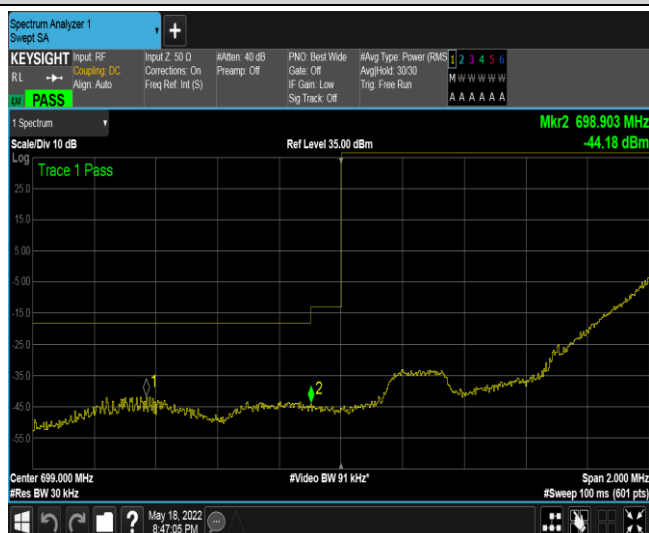 Spectrum Analyzer 1
Swept SA
+
KEYSIGHT
RL
Input: RF
Coupling: DC
Align: Auto
Input Z: 50 Ω
Corrections: On
Freq Ref: Int (S)
#Atten: 40 dB
Preamp: Off
PNO: Best Wide
Gate: Off
IF Gain: Low
Sig Track: Off
#Avg Type: Power (RMS
Avg|Hold: 30/30
Trig: Free Run
1 2 3 4 5 6
M W W W W W
A A A A A A
PASS
1 Spectrum
Mkr2 698.903 MHz
Scale/Div 10 dB
Ref Level 35.00 dBm
-44.18 dBm
Log
Trace 1 Pass
25.0
15.0
5.00
-5.00
-15.0
-25.0
-35.0
-45.0
-55.0
1
2
Center 699.000 MHz
#Video BW 91 kHz*
Span 2.000 MHz
#Res BW 30 kHz
#Sweep 100 ms (601 pts)
?
May 18, 2022
8:47:05 PM